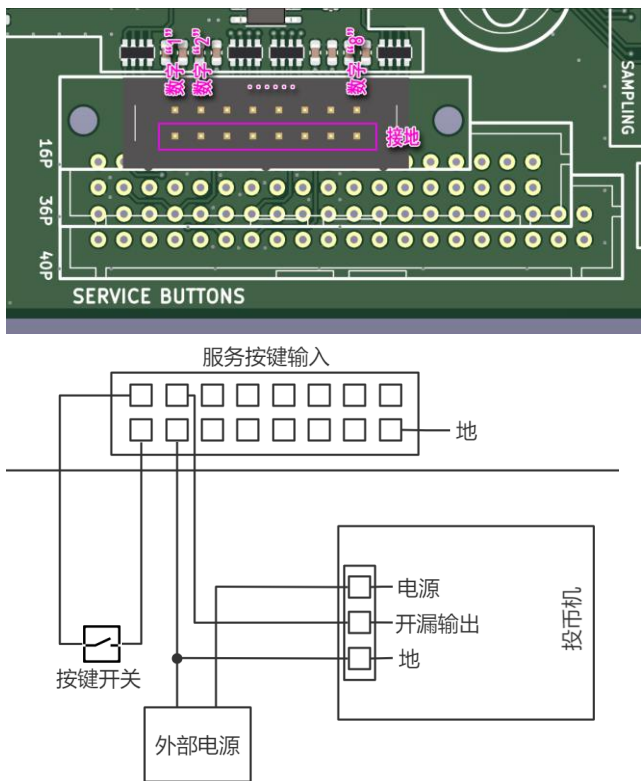 数字"1"
数字"2"
数字"8"
SAMPLING
接地
16P
36P
40P
SERVICE BUTTONS
服务按键输入
地
电源
开漏输出
地
投币机
按键开关
外部电源